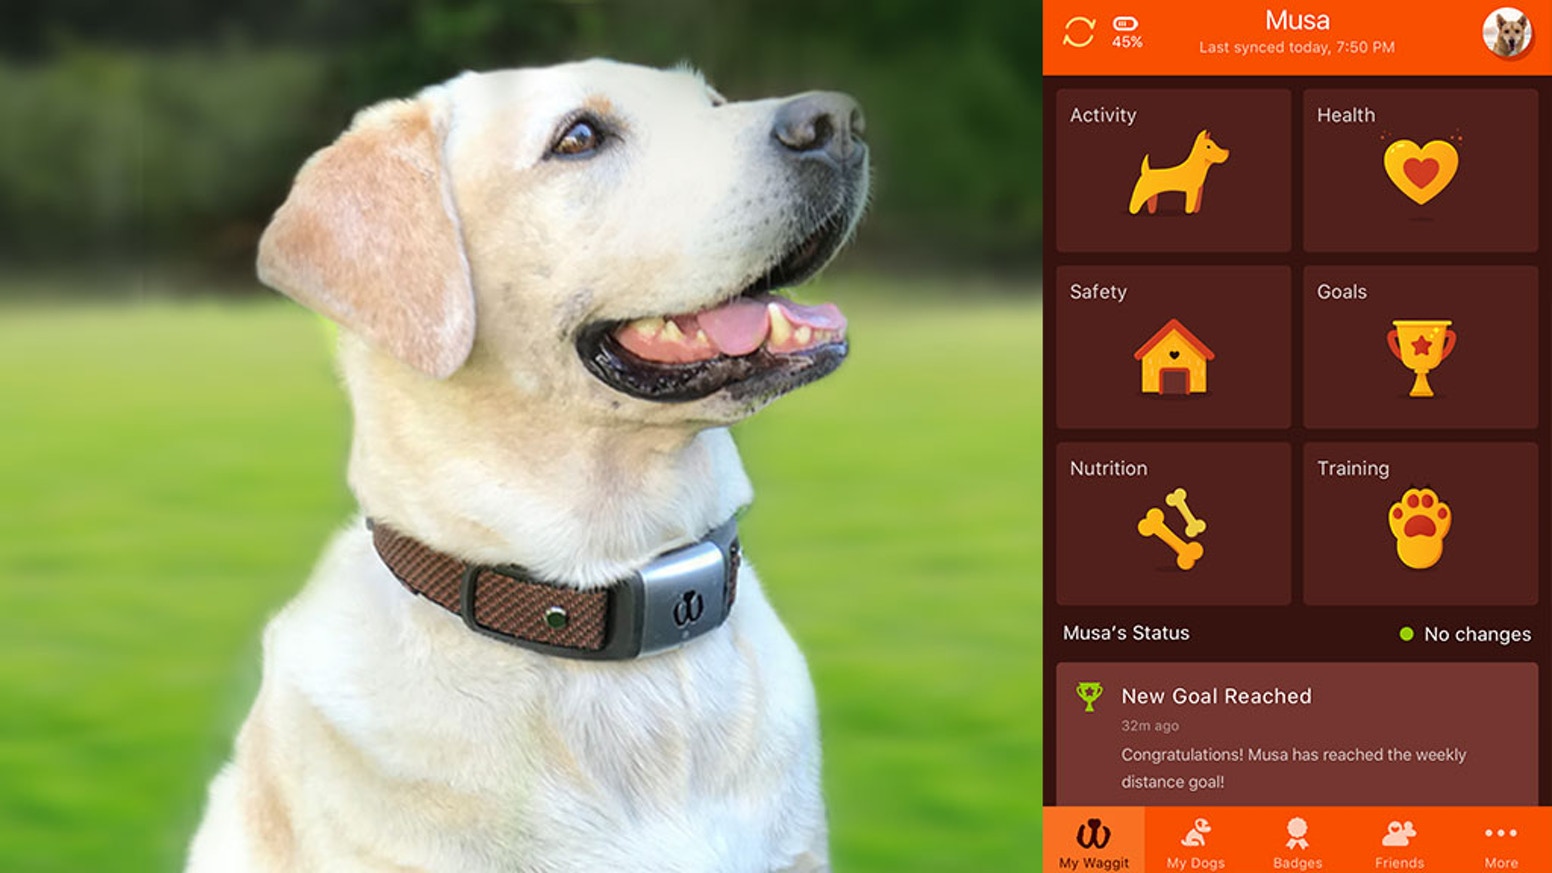 Musa
45%
Last synced today, 7:50 PM
Activity
Health
Safety
Goals
Nutrition
Training
Musa's Status
No changes
New Goal Reached
32m ago
Congratulations! Musa has reached the weekly
distance goal!
My Waggit
My Dogs
Badges
Friends
More